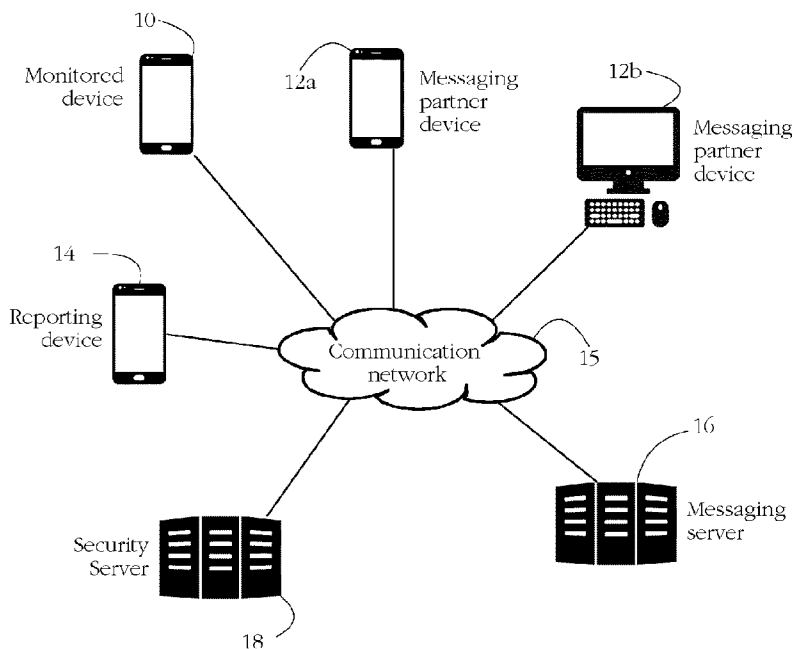 10
Monitored
device
12a
Messaging
partner
device
12b
Messaging
partner
device
14
Reporting
device
Communication
network
15
16
Messaging
server
Security
Server
18